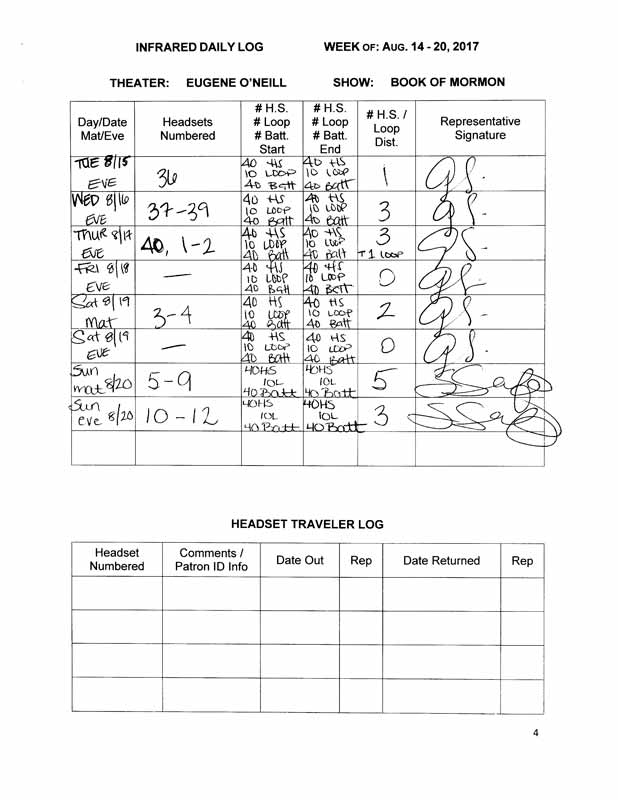 INFRARED DAILY LOG WEEK OF: AUG. 14 - 20, 2017
THEATER: EUGENE O'NEILL SHOW: BOOK OF MORMON
Day/Date Mat/Eve Headsets Numbered # H.S. # Loop # Batt. Start # H.S. # Loop # Batt. End # H.S. / Loop Dist. Representative Signature
TUE 8/15 EVE 36 40 HS 10 LOOP 40 Batt 40 HS 10 LOOP 40 Batt 1
WED 8/16 EVE 37-39 40 HS 10 LOOP 40 Batt 40 HS 10 LOOP 40 Batt 3
THUR 8/17 EVE 40, 1-2 40 HS 10 LOOP 40 Batt 40 HS 10 LOOP 40 Batt 3 +1 LOOP
FRI 8/18 EVE — 40 HS 10 LOOP 40 Batt 40 HS 10 LOOP 40 Batt 0
Sat 8/19 Mat 3-4 40 HS 10 LOOP 40 Batt 40 HS 10 LOOP 40 Batt 2
Sat 8/19 EVE — 40 HS 10 LOOP 40 Batt 40 HS 10 LOOP 40 Batt 0
Sun mat 8/20 5-9 40HS 10L 40 Batt 40HS 10L 40 Batt 5
Sun eve 8/20 10-12 40HS 10L 40 Batt 40HS 10L 40 Batt 3
HEADSET TRAVELER LOG
Headset Numbered Comments / Patron ID Info Date Out Rep Date Returned Rep
4